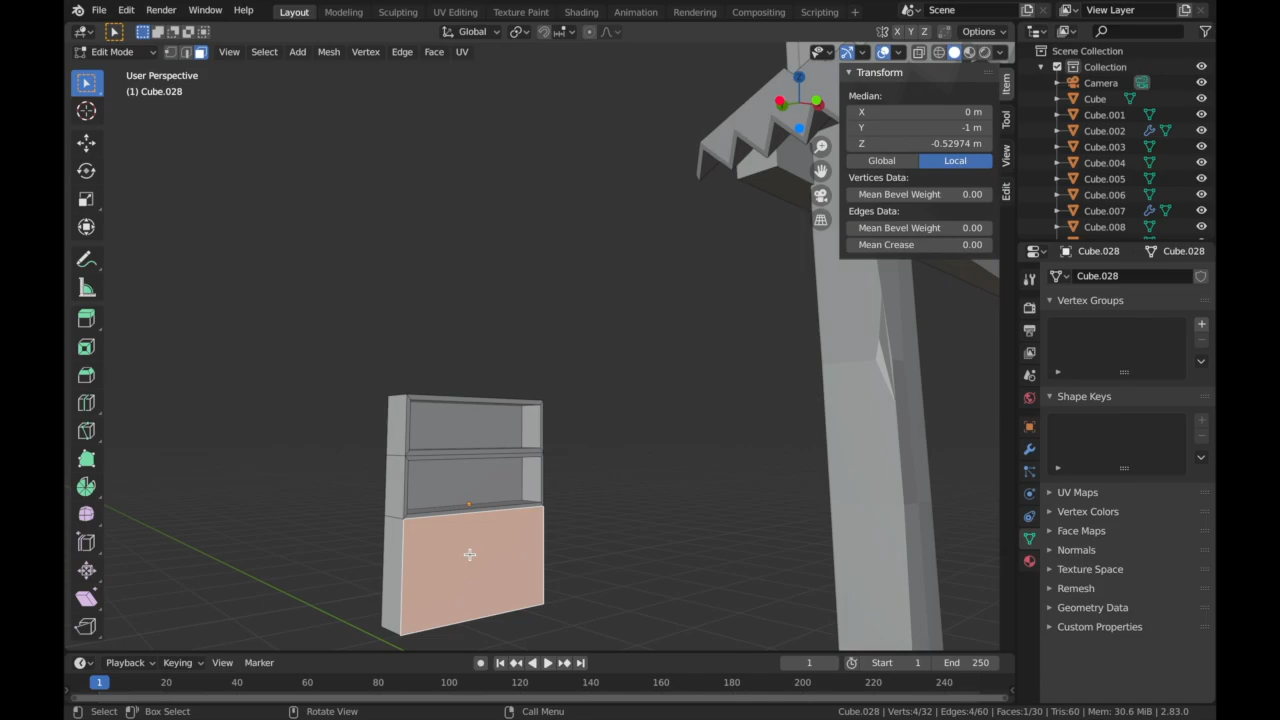 File Edit Render Window Help Layout Modeling Sculpting UV Editing Texture Paint Shading Animation Rendering Compositing Scripting + Scene View Layer
Global Options X Y Z
Edit Mode View Select Add Mesh Vertex Edge Face UV
User Perspective
(1) Cube.028
Transform
Median:
X 0 m
Y -1 m
Z -0.52974 m
Global Local
Vertices Data:
Mean Bevel Weight 0.00
Edges Data:
Mean Bevel Weight 0.00
Mean Crease 0.00
Item
Tool
View
Edit
Z
Scene Collection
Collection
Camera
Cube
Cube.001
Cube.002
Cube.003
Cube.004
Cube.005
Cube.006
Cube.007
Cube.008
Cube.028 Cube.028
Cube.028
Vertex Groups
Shape Keys
UV Maps
Vertex Colors
Face Maps
Normals
Texture Space
Remesh
Geometry Data
Custom Properties
Playback Keying View Marker 1 Start 1 End 250
1 20 40 60 80 100 120 140 160 180 200 220 240
Select Box Select Rotate View Call Menu Cube.028 | Verts:4/32 | Edges:4/60 | Faces:1/30 | Tris:60 | Mem: 30.6 MiB | 2.83.0